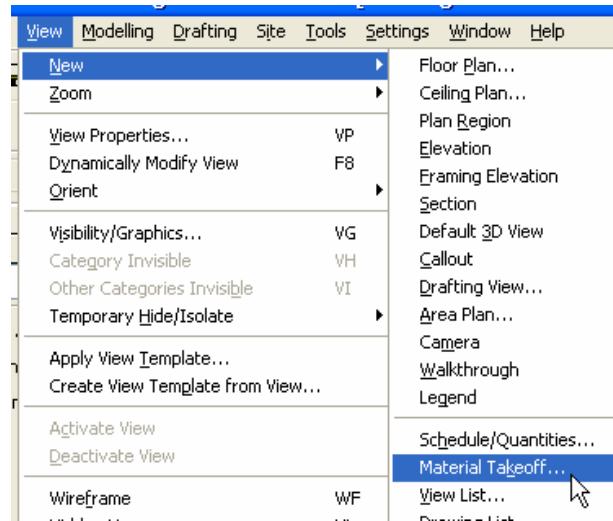 View Modelling Drafting Site Tools Settings Window Help
New
Zoom
View Properties... VP
Dynamically Modify View F8
Orient
Visibility/Graphics... VG
Category Invisible VH
Other Categories Invisible VI
Temporary Hide/Isolate
Apply View Template...
Create View Template from View...
Activate View
Deactivate View
Wireframe WF
Floor Plan...
Ceiling Plan...
Plan Region
Elevation
Framing Elevation
Section
Default 3D View
Callout
Drafting View...
Area Plan...
Camera
Walkthrough
Legend
Schedule/Quantities...
Material Takeoff...
View List...